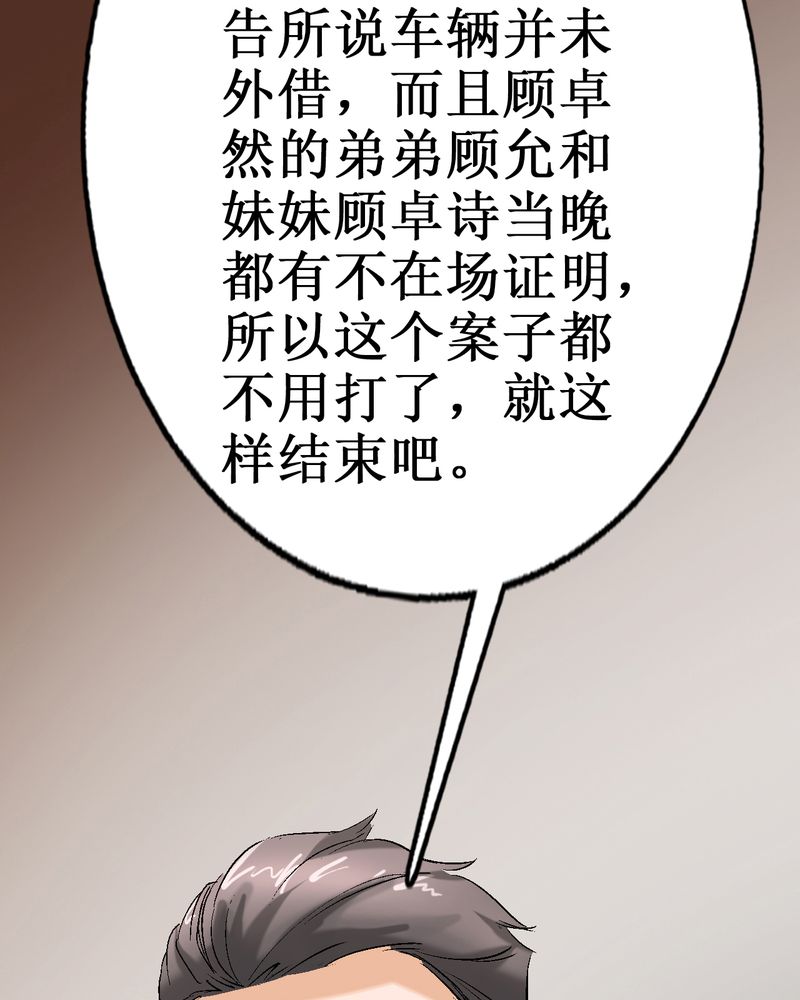 告所说车辆并未
外借，而且顾卓
然的弟弟顾允和
妹妹顾卓诗当晚
都有不在场证明，
所以这个案子都
不用打了，就这
样结束吧。